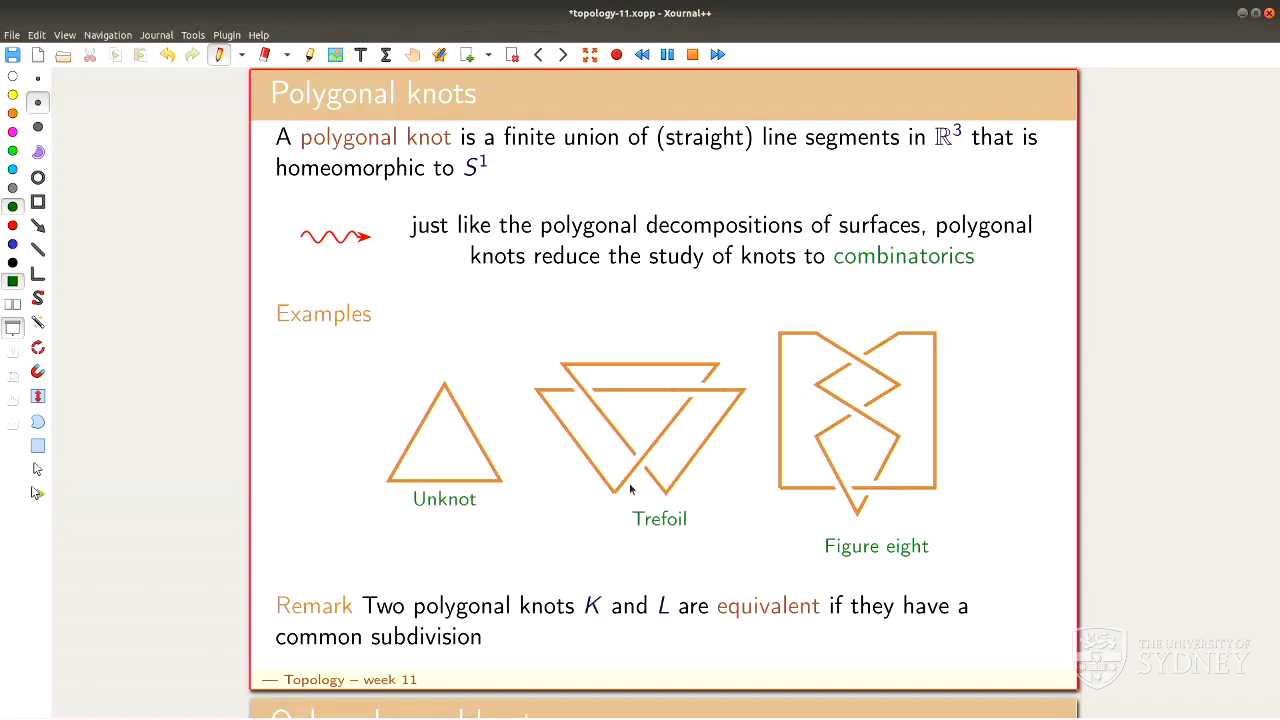 *topology-11.xopp - Xournal++
File Edit View Navigation Journal Tools Plugin Help
Polygonal knots
A polygonal knot is a finite union of (straight) line segments in ℝ³ that is
homeomorphic to S¹
just like the polygonal decompositions of surfaces, polygonal
knots reduce the study of knots to combinatorics
Examples
Unknot
Trefoil
Figure eight
Remark Two polygonal knots K and L are equivalent if they have a
common subdivision
— Topology – week 11
THE UNIVERSITY OF
SYDNEY